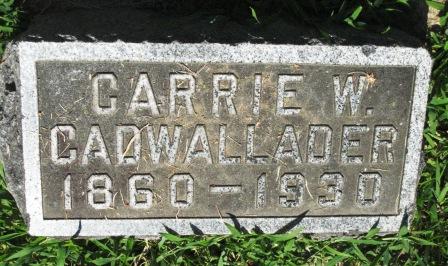 CARRIE W.
CADWALLADER
1860 – 1930